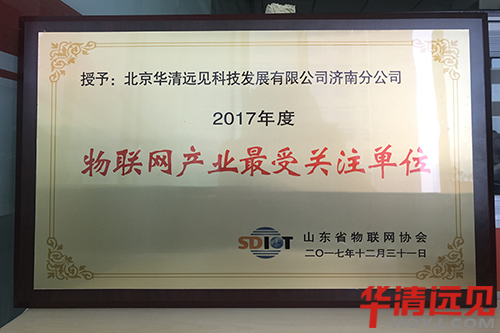 授予：北京华清远见科技发展有限公司济南分公司
2017年度
物联网产业最受关注单位
SDIOT
山东省物联网协会
二〇一七年十二月三十一日
华清远见